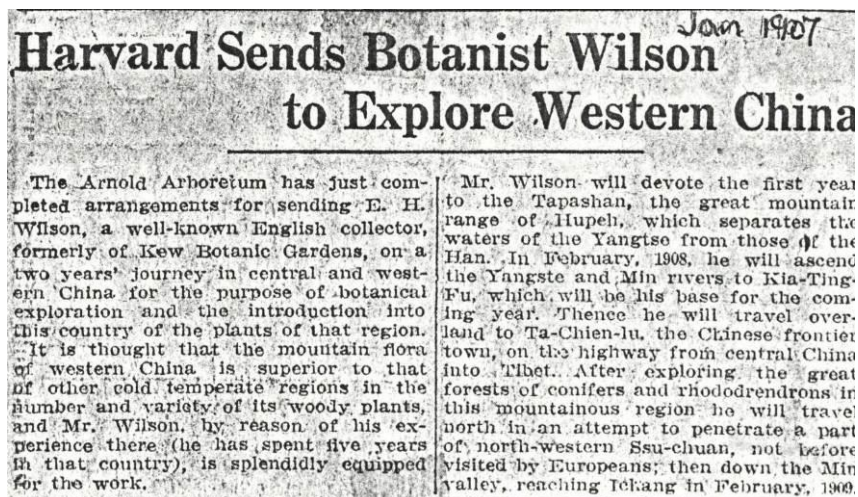 Jan 1907
Harvard Sends Botanist Wilson
to Explore Western China
The Arnold Arboretum has just com-
pleted arrangements for sending E. H.
Wilson, a well-known English collector,
formerly of Kew Botanic Gardens, on a
two years' journey in central and west-
ern China for the purpose of botanical
exploration and the introduction into
this country of the plants of that region.
It is thought that the mountain flora
of western China is superior to that
of other cold temperate regions in the
number and variety of its woody plants,
and Mr. Wilson, by reason of his ex-
perience there (he has spent five years
in that country), is splendidly equipped
for the work.
Mr. Wilson will devote the first year
to the Tapashan, the great mountain
range of Hupeh, which separates the
waters of the Yangtse from those of the
Han. In February, 1908, he will ascend
the Yangste and Min rivers to Kia-Ting-
Fu, which will be his base for the com-
ing year. Thence he will travel over-
land to Ta-Chien-lu, the Chinese frontier
town, on the highway from central China
into Tibet. After exploring the great
forests of conifers and rhododrendrons in
this mountainous region he will travel
north in an attempt to penetrate a part
of north-western Ssu-chuan, not before
visited by Europeans; then down the Min
valley, reaching Ichang in February, 1909